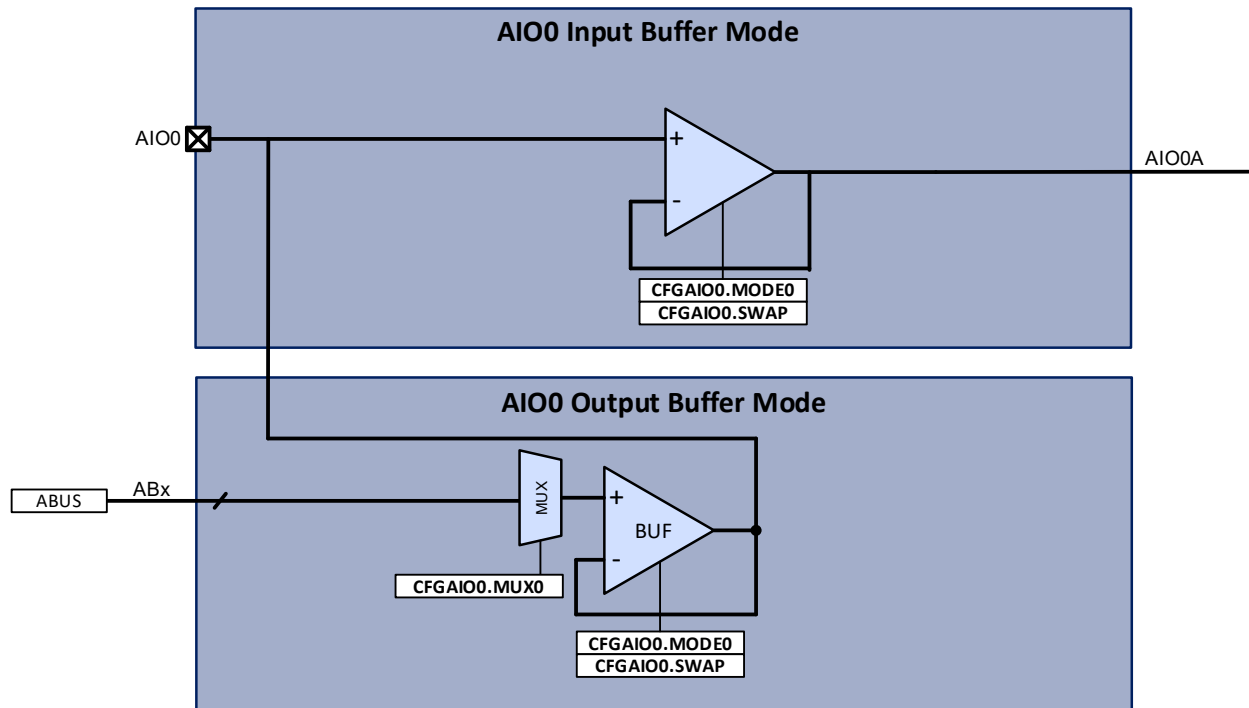 AIO0 Input Buffer Mode
AIO0
+
-
AIO0A
CFGAIO0.MODE0
CFGAIO0.SWAP
AIO0 Output Buffer Mode
ABUS
ABx
MUX
+
BUF
-
CFGAIO0.MUX0
CFGAIO0.MODE0
CFGAIO0.SWAP